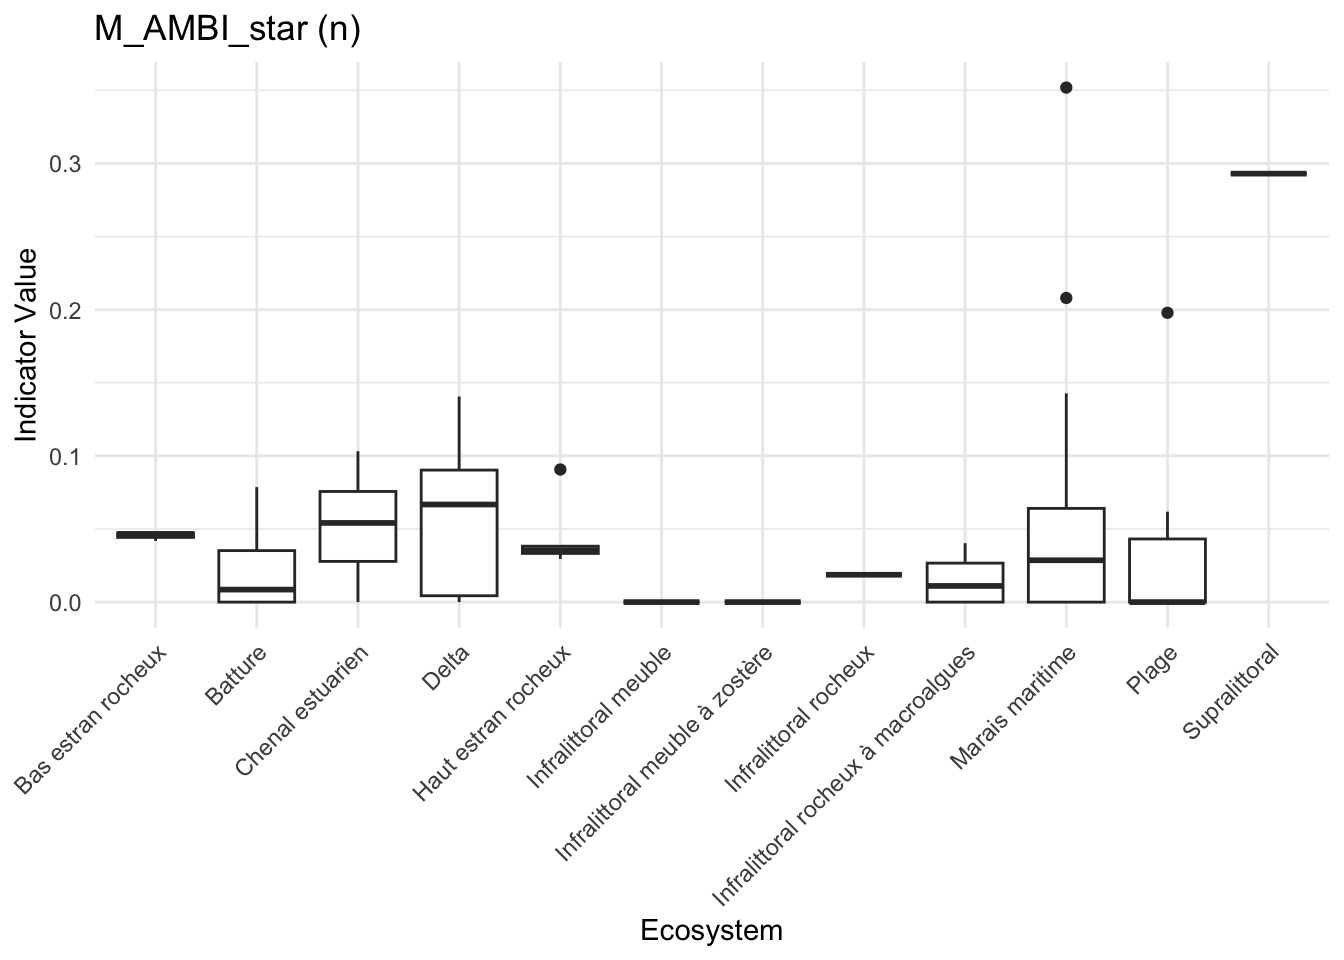 M_AMBI_star (n)
Indicator Value
0.3
0.2
0.1
0.0
Bas estran rocheux
Batture
Chenal estuarien
Delta
Haut estran rocheux
Infralittoral meuble
Infralittoral meuble à zostère
Infralittoral rocheux
Infralittoral rocheux à macroalgues
Marais maritime
Plage
Supralittoral
Ecosystem